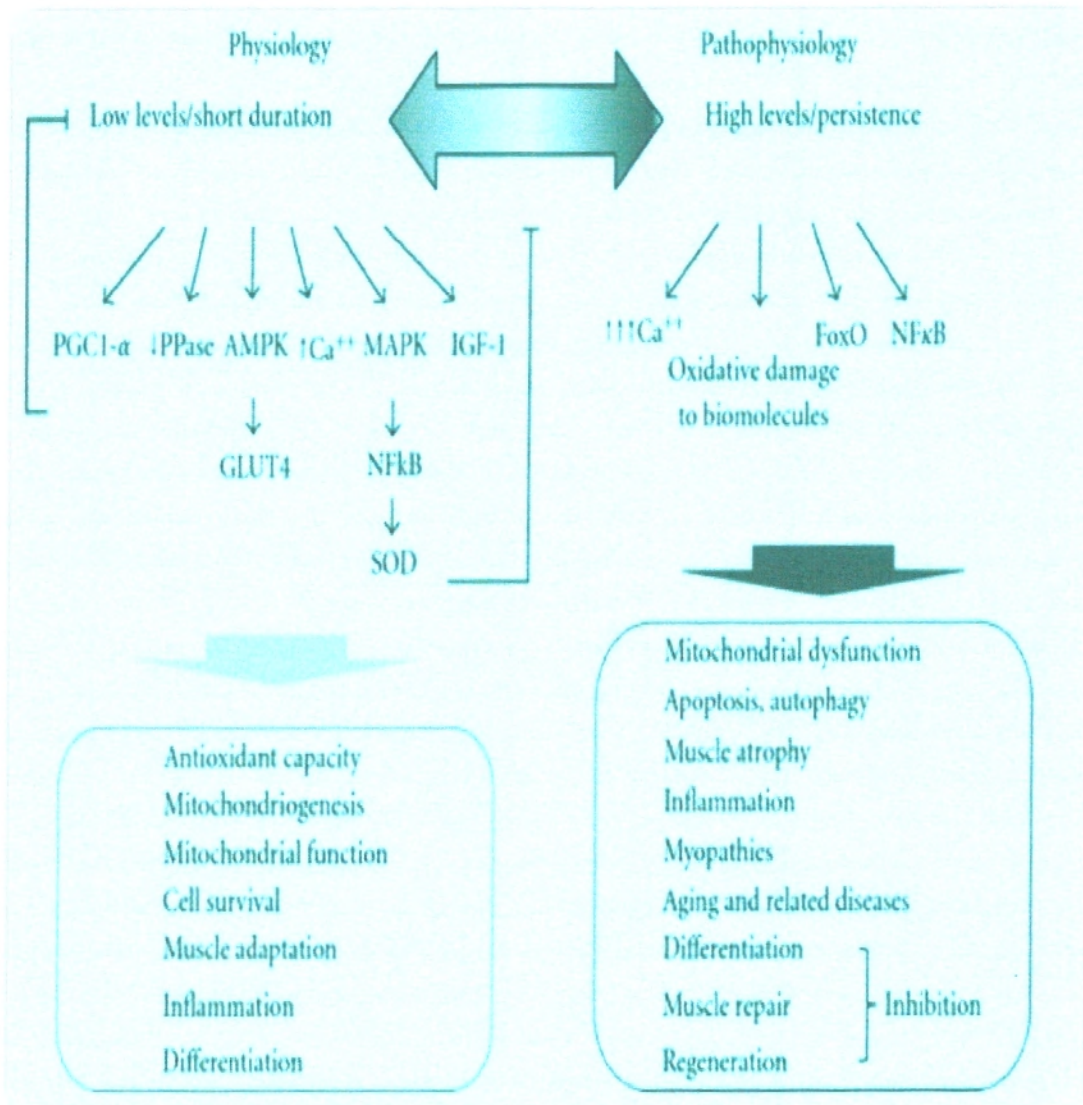 Physiology
Pathophysiology
Low levels/short duration
High levels/persistence
PGC1-α ↓PPase AMPK ↑Ca⁺⁺ MAPK IGF-1
↑↑↑Ca⁺⁺
FoxO NFκB
Oxidative damage
to biomolecules
GLUT4
NFkB
SOD
Antioxidant capacity
Mitochondriogenesis
Mitochondrial function
Cell survival
Muscle adaptation
Inflammation
Differentiation
Mitochondrial dysfunction
Apoptosis, autophagy
Muscle atrophy
Inflammation
Myopathies
Aging and related diseases
Differentiation
Muscle repair
Regeneration
Inhibition